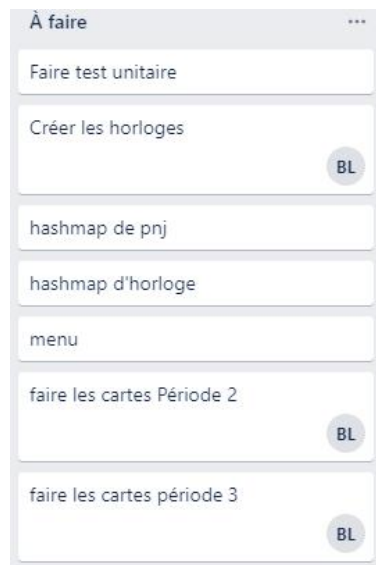 À faire
Faire test unitaire
Créer les horloges
BL
hashmap de pnj
hashmap d'horloge
menu
faire les cartes Période 2
BL
faire les cartes période 3
BL